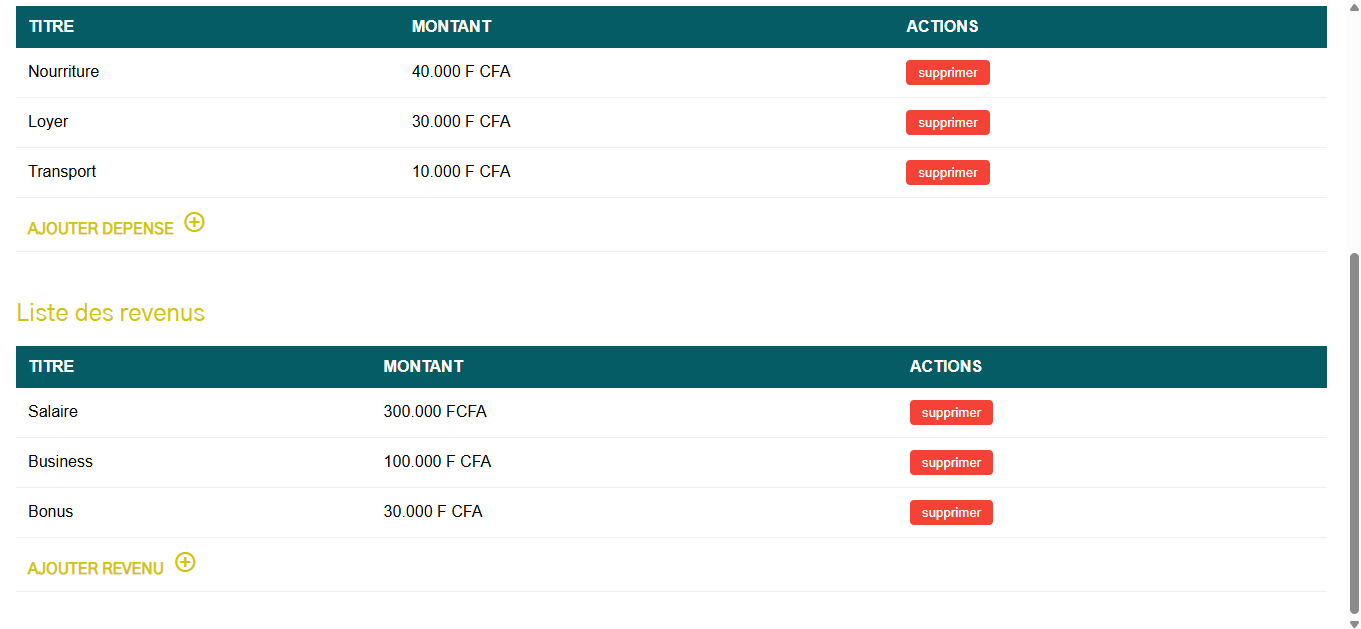 TITRE MONTANT ACTIONS
Nourriture 40.000 F CFA supprimer
Loyer 30.000 F CFA supprimer
Transport 10.000 F CFA supprimer
AJOUTER DEPENSE
Liste des revenus
TITRE MONTANT ACTIONS
Salaire 300.000 FCFA supprimer
Business 100.000 F CFA supprimer
Bonus 30.000 F CFA supprimer
AJOUTER REVENU